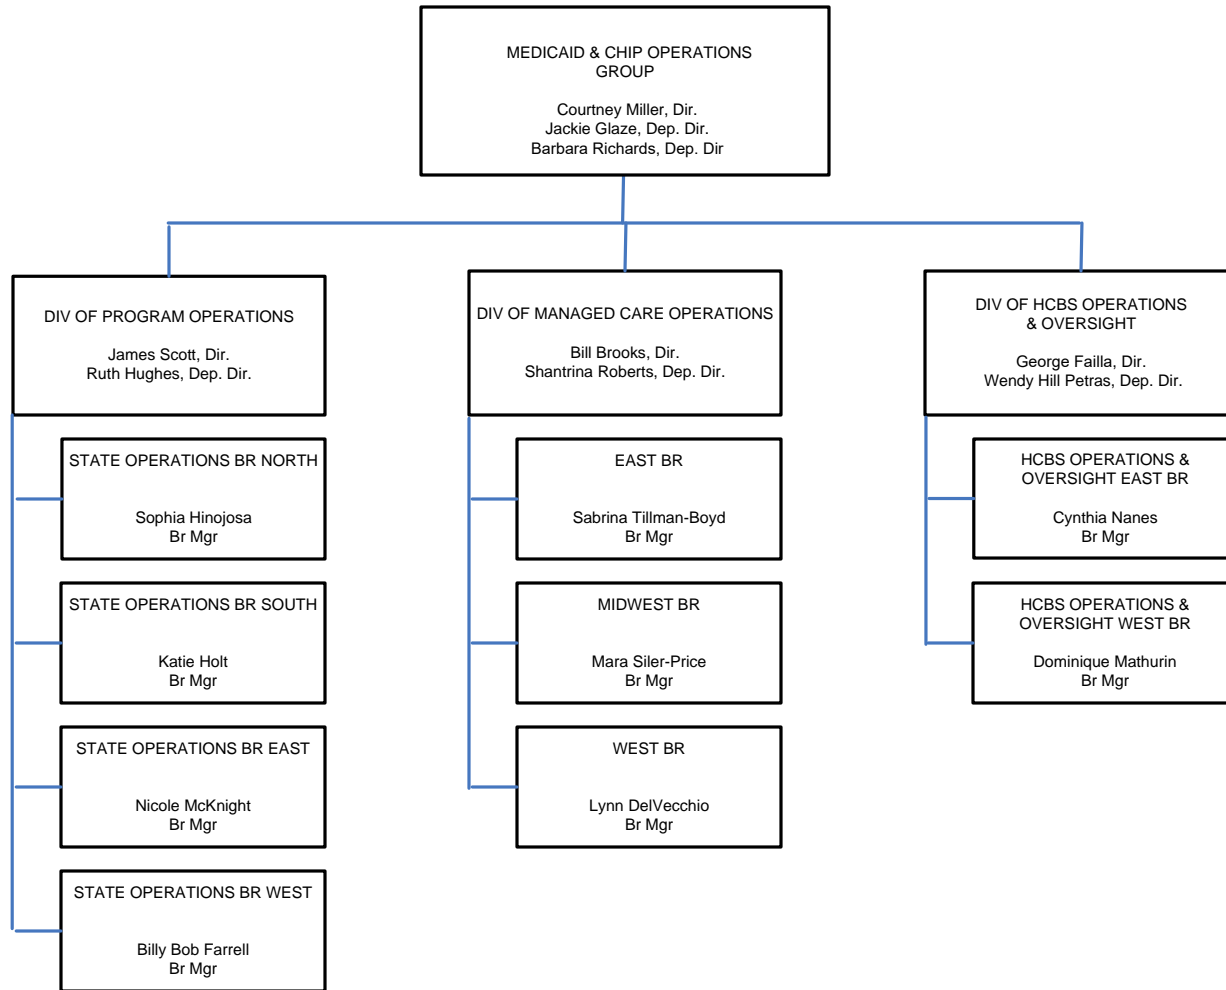 MEDICAID & CHIP OPERATIONS
GROUP
Courtney Miller, Dir.
Jackie Glaze, Dep. Dir.
Barbara Richards, Dep. Dir
DIV OF PROGRAM OPERATIONS
James Scott, Dir.
Ruth Hughes, Dep. Dir.
STATE OPERATIONS BR NORTH
Sophia Hinojosa
Br Mgr
STATE OPERATIONS BR SOUTH
Katie Holt
Br Mgr
STATE OPERATIONS BR EAST
Nicole McKnight
Br Mgr
STATE OPERATIONS BR WEST
Billy Bob Farrell
Br Mgr
DIV OF MANAGED CARE OPERATIONS
Bill Brooks, Dir.
Shantrina Roberts, Dep. Dir.
EAST BR
Sabrina Tillman-Boyd
Br Mgr
MIDWEST BR
Mara Siler-Price
Br Mgr
WEST BR
Lynn DelVecchio
Br Mgr
DIV OF HCBS OPERATIONS
& OVERSIGHT
George Failla, Dir.
Wendy Hill Petras, Dep. Dir.
HCBS OPERATIONS &
OVERSIGHT EAST BR
Cynthia Nanes
Br Mgr
HCBS OPERATIONS &
OVERSIGHT WEST BR
Dominique Mathurin
Br Mgr